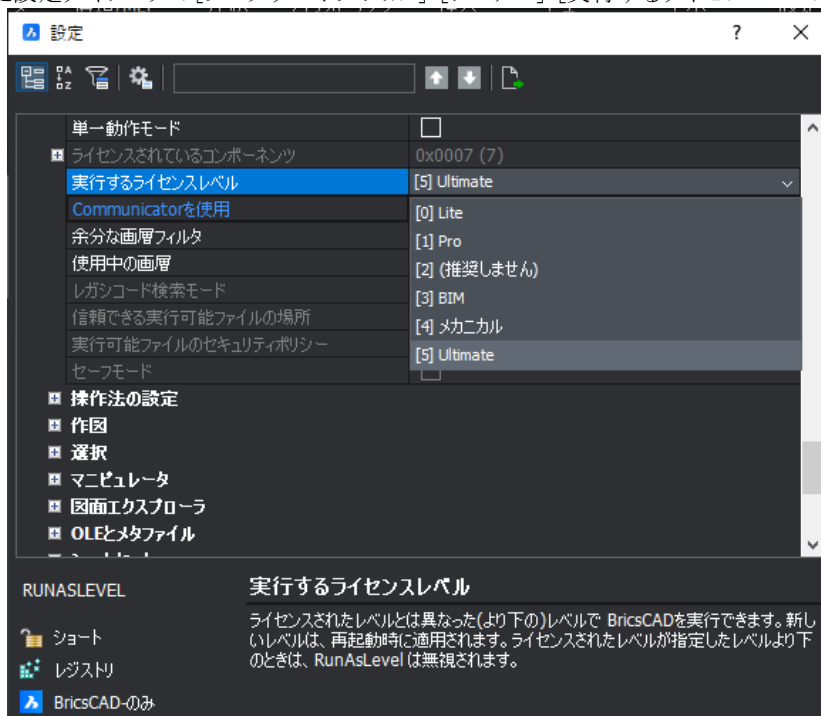 設定
?
単一動作モード
ライセンスされているコンポーネンツ 0x0007 (7)
実行するライセンスレベル [5] Ultimate
Communicatorを使用
[0] Lite
余分な画層フィルタ
[1] Pro
使用中の画層
[2] (推奨しません)
レガシコード検索モード
[3] BIM
信頼できる実行可能ファイルの場所
[4] メカニカル
実行可能ファイルのセキュリティポリシー
[5] Ultimate
セーフモード
操作法の設定
作図
選択
マニピュレータ
図面エクスプローラ
OLEとメタファイル
RUNASLEVEL
実行するライセンスレベル
ライセンスされたレベルとは異なった(より下の)レベルで BricsCADを実行できます。新し
いレベルは、再起動時に適用されます。ライセンスされたレベルが指定したレベルより下
のときは、RunAsLevel は無視されます。
ショート
レジストリ
BricsCAD-のみ